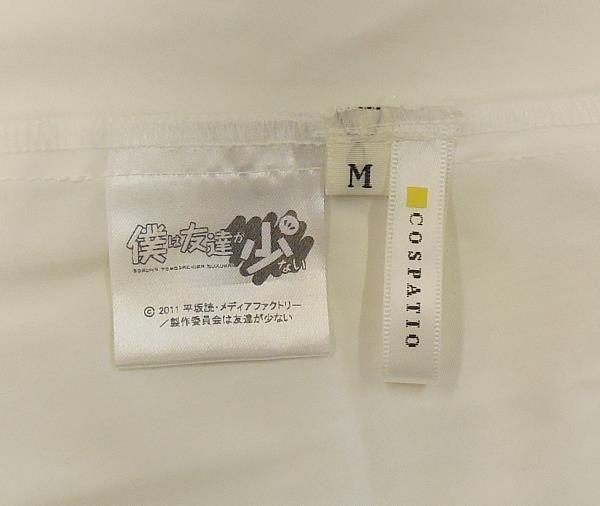 僕は友達が少ない
BOKUHA TOMODACHIGA SUKUNAI
© 2011 平坂読・メディアファクトリー
／製作委員会は友達が少ない
M
COSPATIO